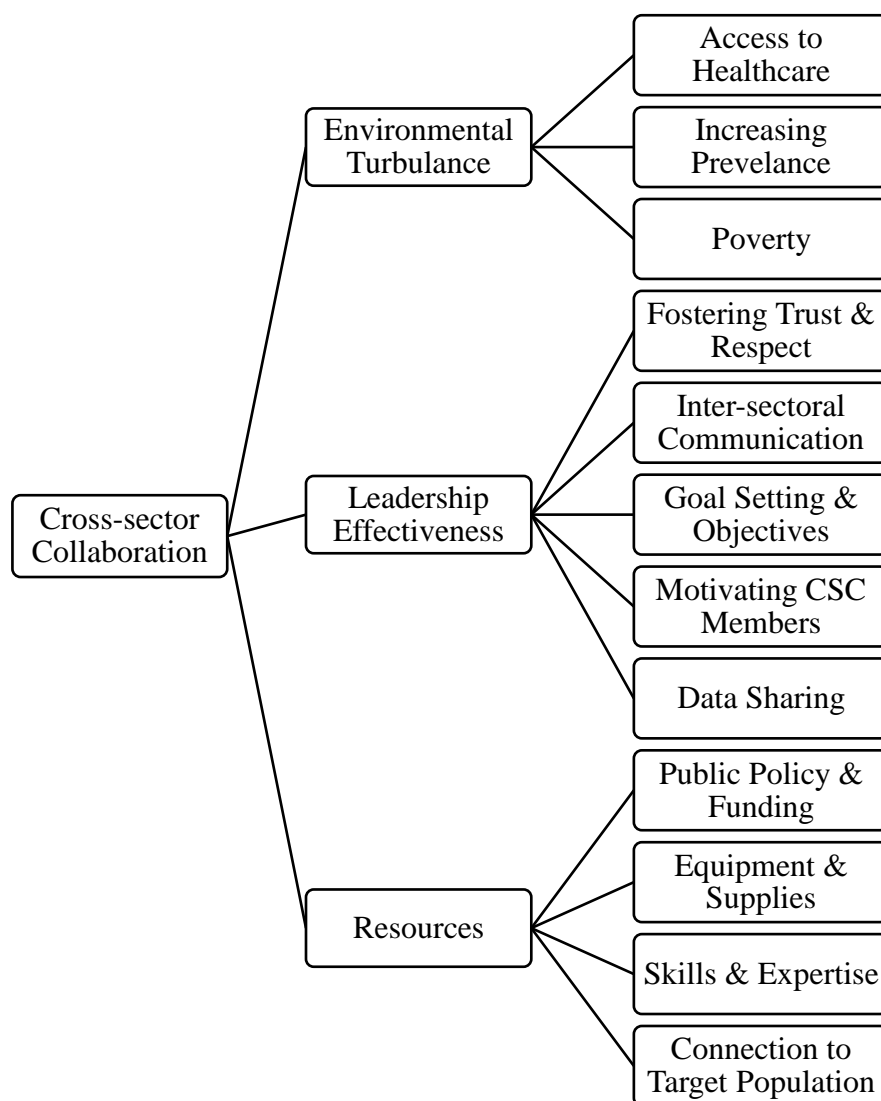 Cross-sector
Collaboration
Environmental
Turbulance
Access to
Healthcare
Increasing
Prevelance
Poverty
Leadership
Effectiveness
Fostering Trust &
Respect
Inter-sectoral
Communication
Goal Setting &
Objectives
Motivating CSC
Members
Data Sharing
Resources
Public Policy &
Funding
Equipment &
Supplies
Skills & Expertise
Connection to
Target Population